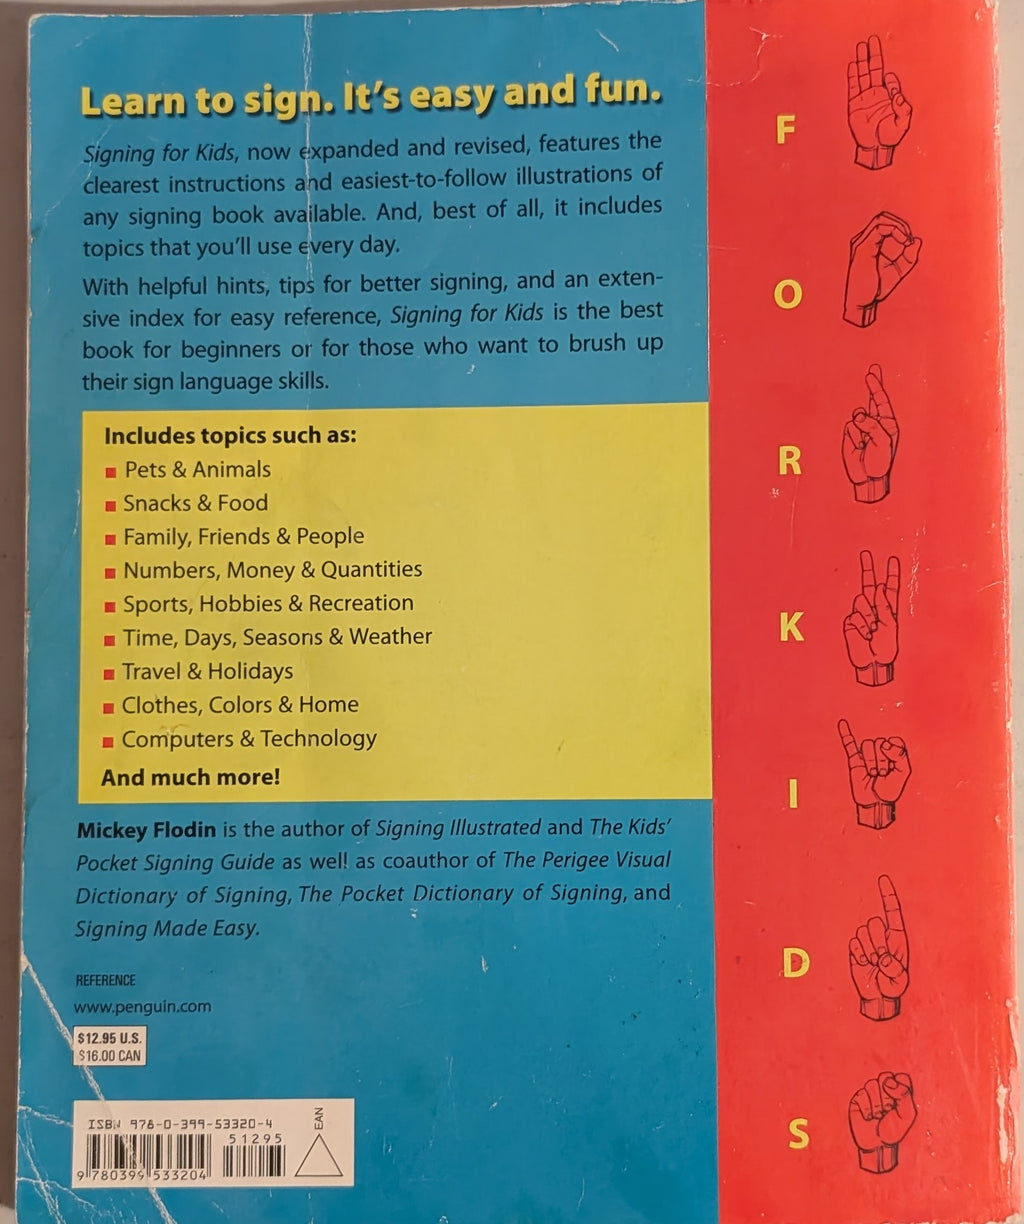 Learn to sign. It's easy and fun.
Signing for Kids, now expanded and revised, features the
clearest instructions and easiest-to-follow illustrations of
any signing book available. And, best of all, it includes
topics that you'll use every day.
With helpful hints, tips for better signing, and an exten-
sive index for easy reference, Signing for Kids is the best
book for beginners or for those who want to brush up
their sign language skills.
Includes topics such as:
■ Pets & Animals
■ Snacks & Food
■ Family, Friends & People
■ Numbers, Money & Quantities
■ Sports, Hobbies & Recreation
■ Time, Days, Seasons & Weather
■ Travel & Holidays
■ Clothes, Colors & Home
■ Computers & Technology
And much more!
Mickey Flodin is the author of Signing Illustrated and The Kids'
Pocket Signing Guide as well as coauthor of The Perigee Visual
Dictionary of Signing, The Pocket Dictionary of Signing, and
Signing Made Easy.
REFERENCE
www.penguin.com
$12.95 U.S.
$16.00 CAN
ISBN 978-0-399-53320-4
51295
9 780399 533204
EAN
F
O
R
K
I
D
S